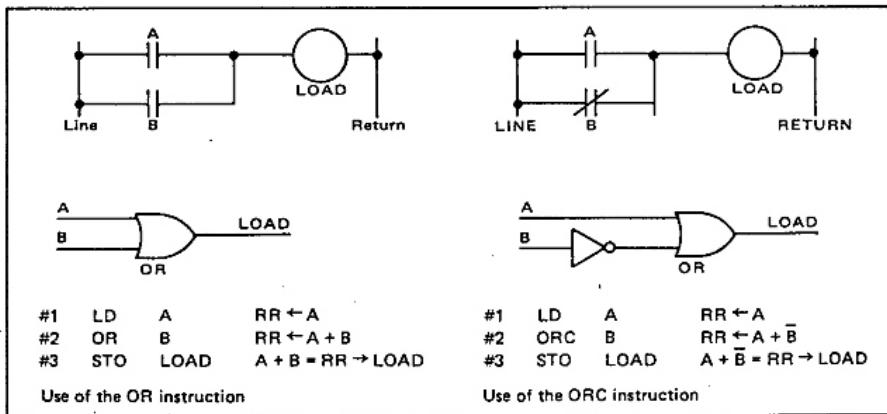 A
LOAD
Line
B
Return
A
B
LOAD
OR
#1 LD A RR ← A
#2 OR B RR ← A + B
#3 STO LOAD A + B = RR → LOAD
Use of the OR instruction
A
LOAD
LINE
B
RETURN
A
B
LOAD
OR
#1 LD A RR ← A
#2 ORC B RR ← A + B̅
#3 STO LOAD A + B̅ = RR → LOAD
Use of the ORC instruction